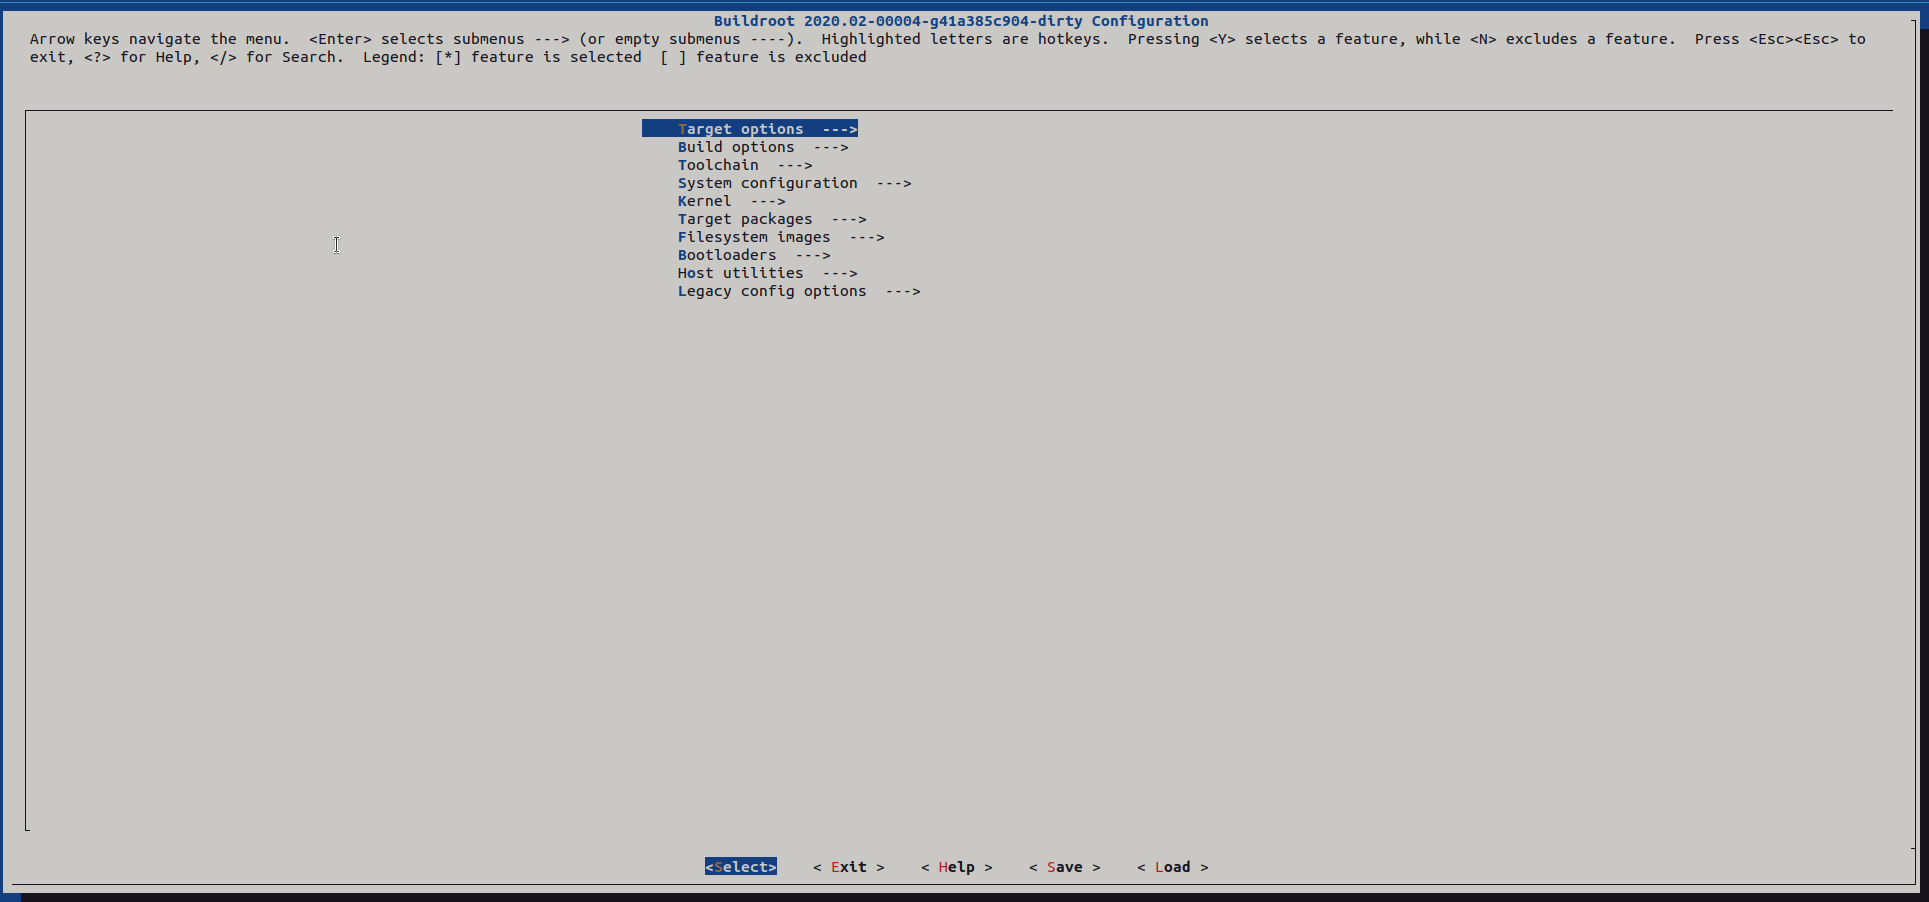 Buildroot 2020.02-00004-g41a385c904-dirty Configuration
Arrow keys navigate the menu.  <Enter> selects submenus ---> (or empty submenus ----).  Highlighted letters are hotkeys.  Pressing <Y> selects a feature, while <N> excludes a feature.  Press <Esc><Esc> to
exit, <?> for Help, </> for Search.  Legend: [*] feature is selected  [ ] feature is excluded
Target options  --->
Build options  --->
Toolchain  --->
System configuration  --->
Kernel  --->
Target packages  --->
Filesystem images  --->
Bootloaders  --->
Host utilities  --->
Legacy config options  --->
<Select>    < Exit >    < Help >    < Save >    < Load >